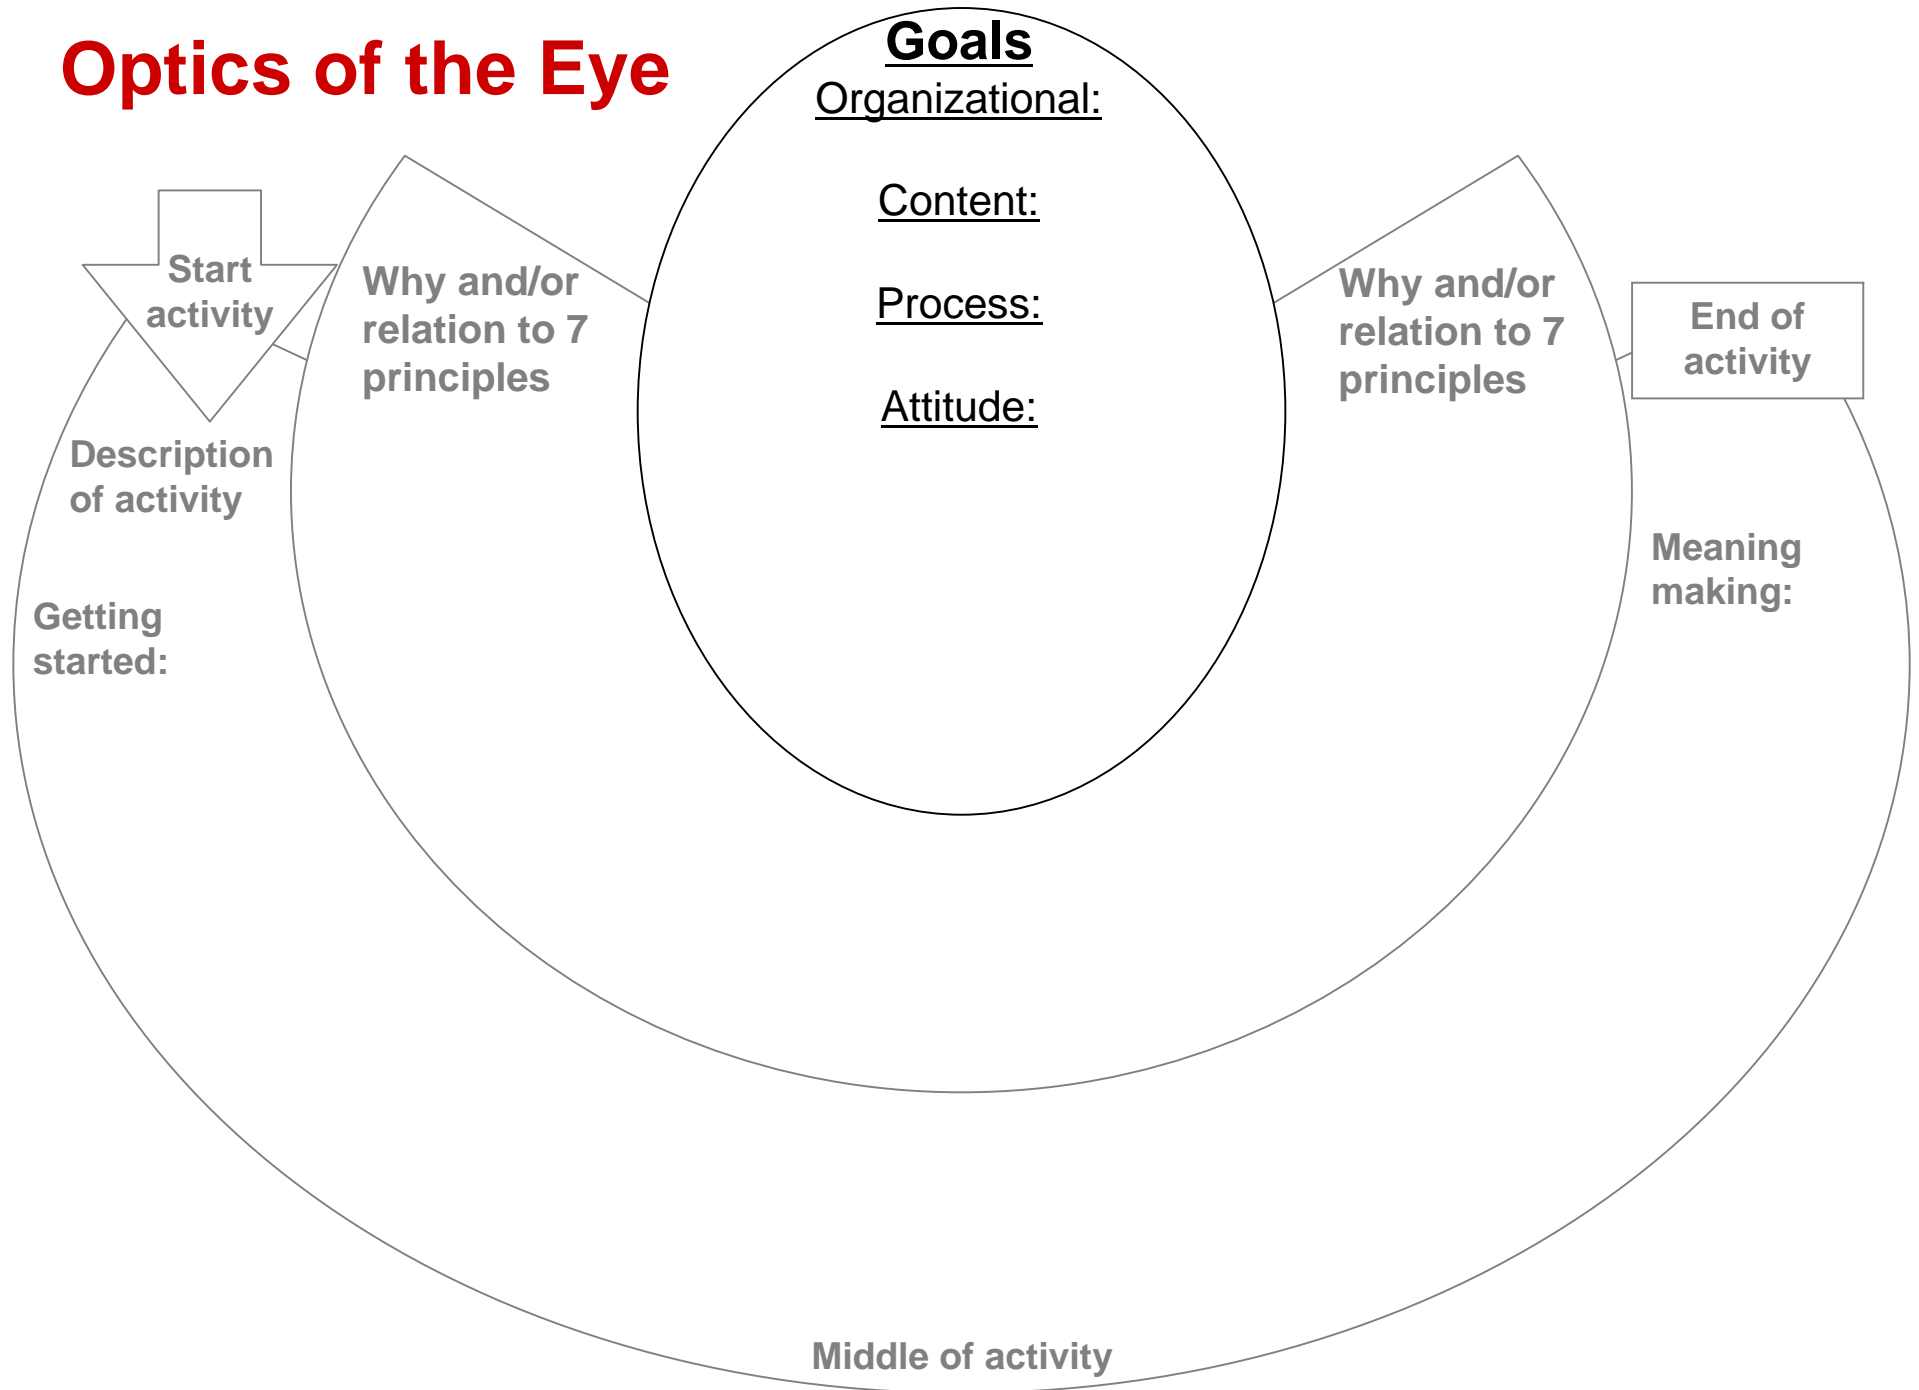 Optics of the Eye
Goals
Organizational:
Content:
Process:
Attitude:
Start
activity
Why and/or
relation to 7
principles
Why and/or
relation to 7
principles
End of
activity
Description
of activity
Getting
started:
Meaning
making:
Middle of activity